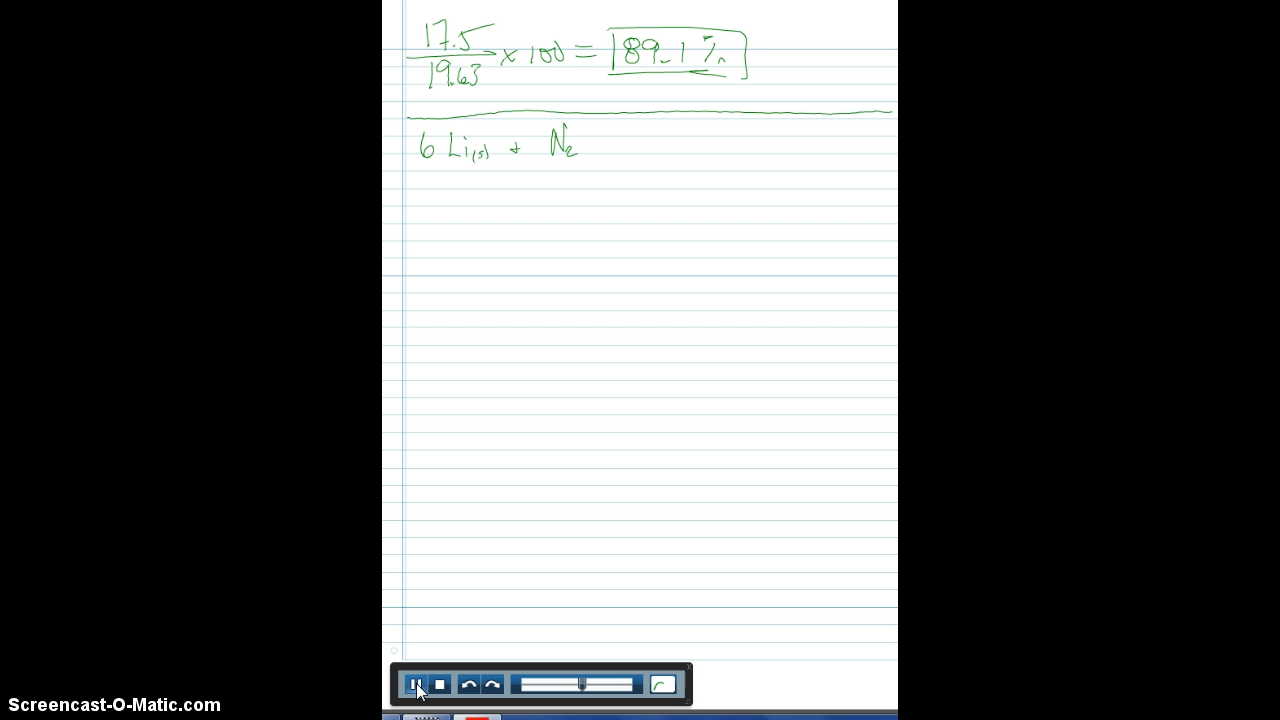 17.5
19.63 × 100 = 89.1 %
6 Li(s) + N2
Screencast-O-Matic.com